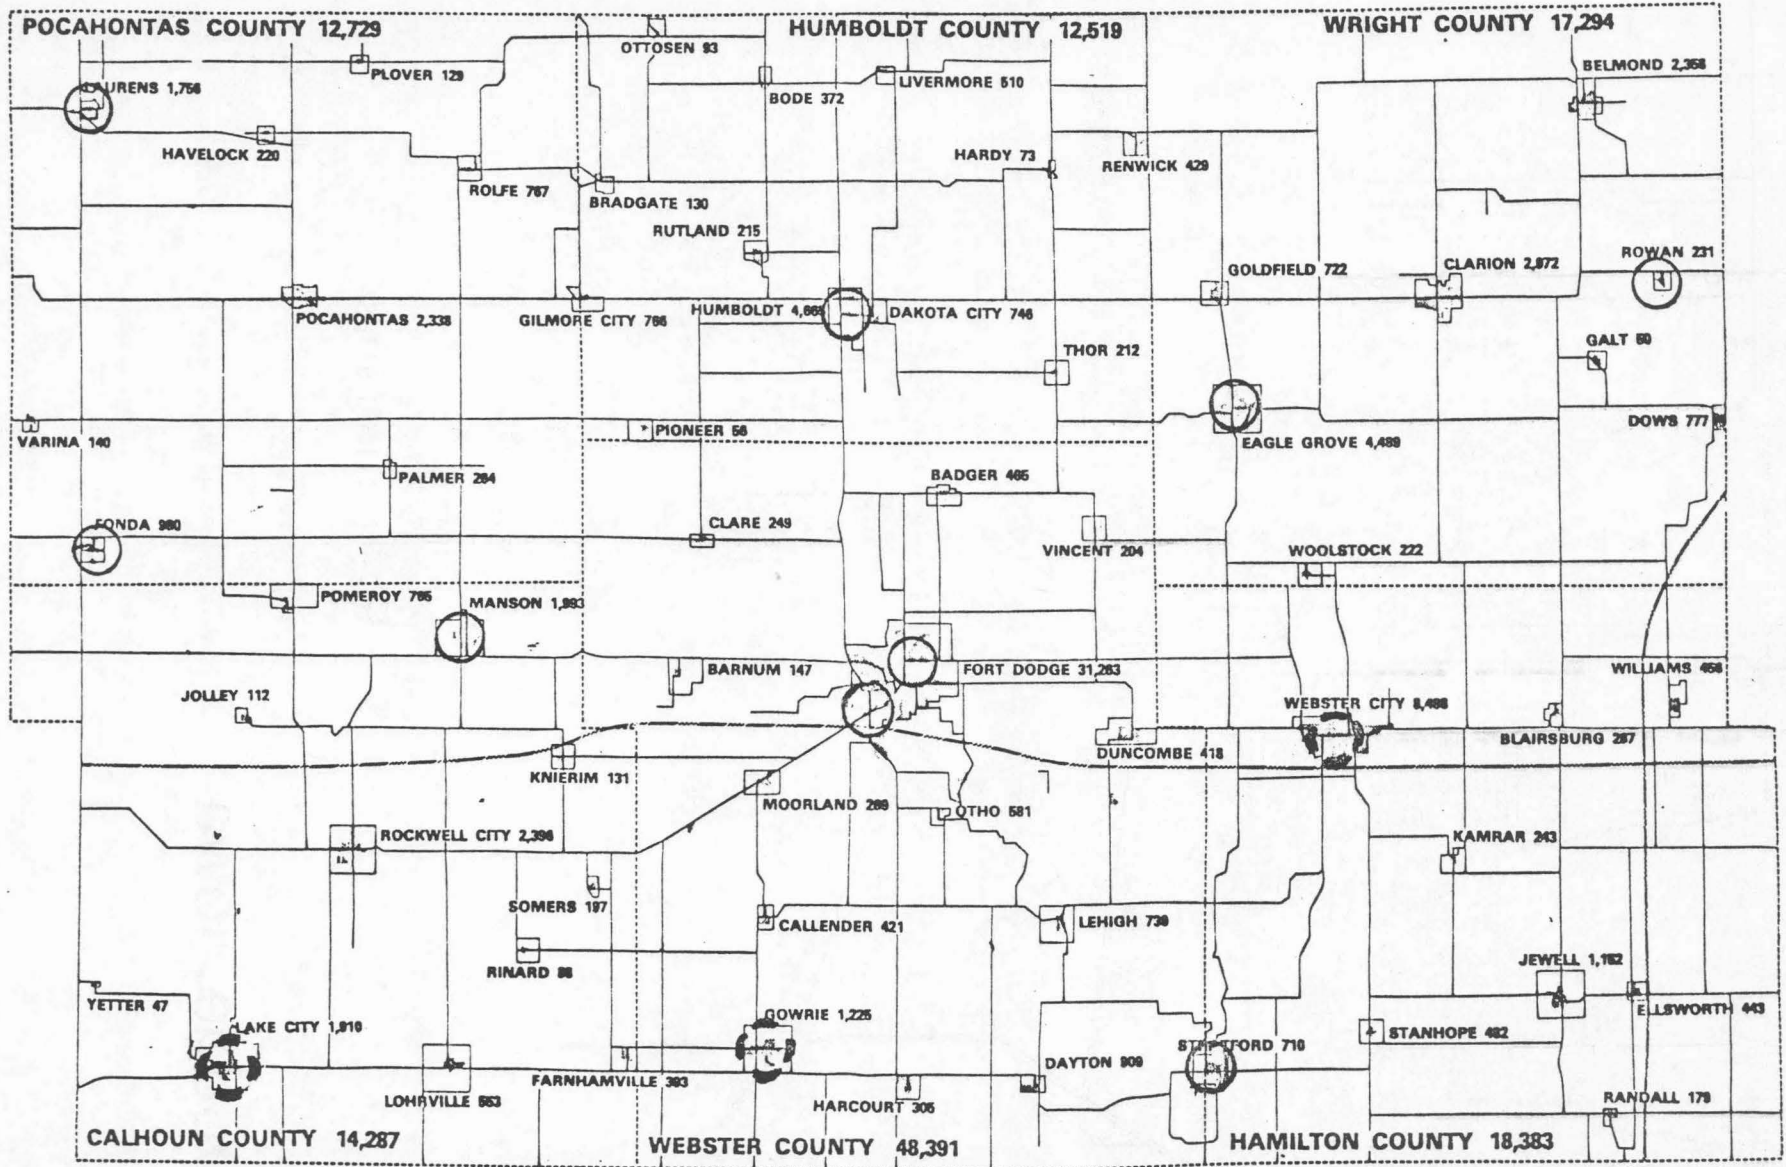 POCAHONTAS COUNTY 12,729
HUMBOLDT COUNTY 12,519
WRIGHT COUNTY 17,294
OTTOSEN 93
PLOVER 129
BELMOND 2,358
LAURENS 1,756
BODE 372
LIVERMORE 510
HAVELOCK 220
HARDY 73
RENWICK 429
ROLFE 767
BRADGATE 130
RUTLAND 215
ROWAN 231
GOLDFIELD 722
CLARION 2,972
POCAHONTAS 2,338
GILMORE CITY 766
HUMBOLDT
DAKOTA CITY 746
GALT
THOR 212
VARINA 140
PIONEER 56
DOWS 777
EAGLE GROVE 4,489
PALMER 264
BADGER 465
FONDA 980
CLARE 249
VINCENT 204
WOOLSTOCK 222
POMEROY 765
MANSON 1,993
BARNUM 147
FORT DODGE 31,263
WILLIAMS 456
JOLLEY 112
WEBSTER CITY 8,488
DUNCOMBE 418
BLAIRSBURG 287
KNIERIM 131
MOORLAND 269
OTHO 581
ROCKWELL CITY 2,396
KAMRAR 243
SOMERS 197
CALLENDER 421
LEHIGH 739
RINARD 88
JEWELL 1,152
YETTER 47
ELLSWORTH 443
LAKE CITY 1,910
GOWRIE 1,225
STANHOPE 482
STRATFORD 710
DAYTON 909
FARNHAMVILLE 393
LOHRVILLE 553
HARCOURT 305
RANDALL 179
CALHOUN COUNTY 14,287
WEBSTER COUNTY 48,391
HAMILTON COUNTY 18,383